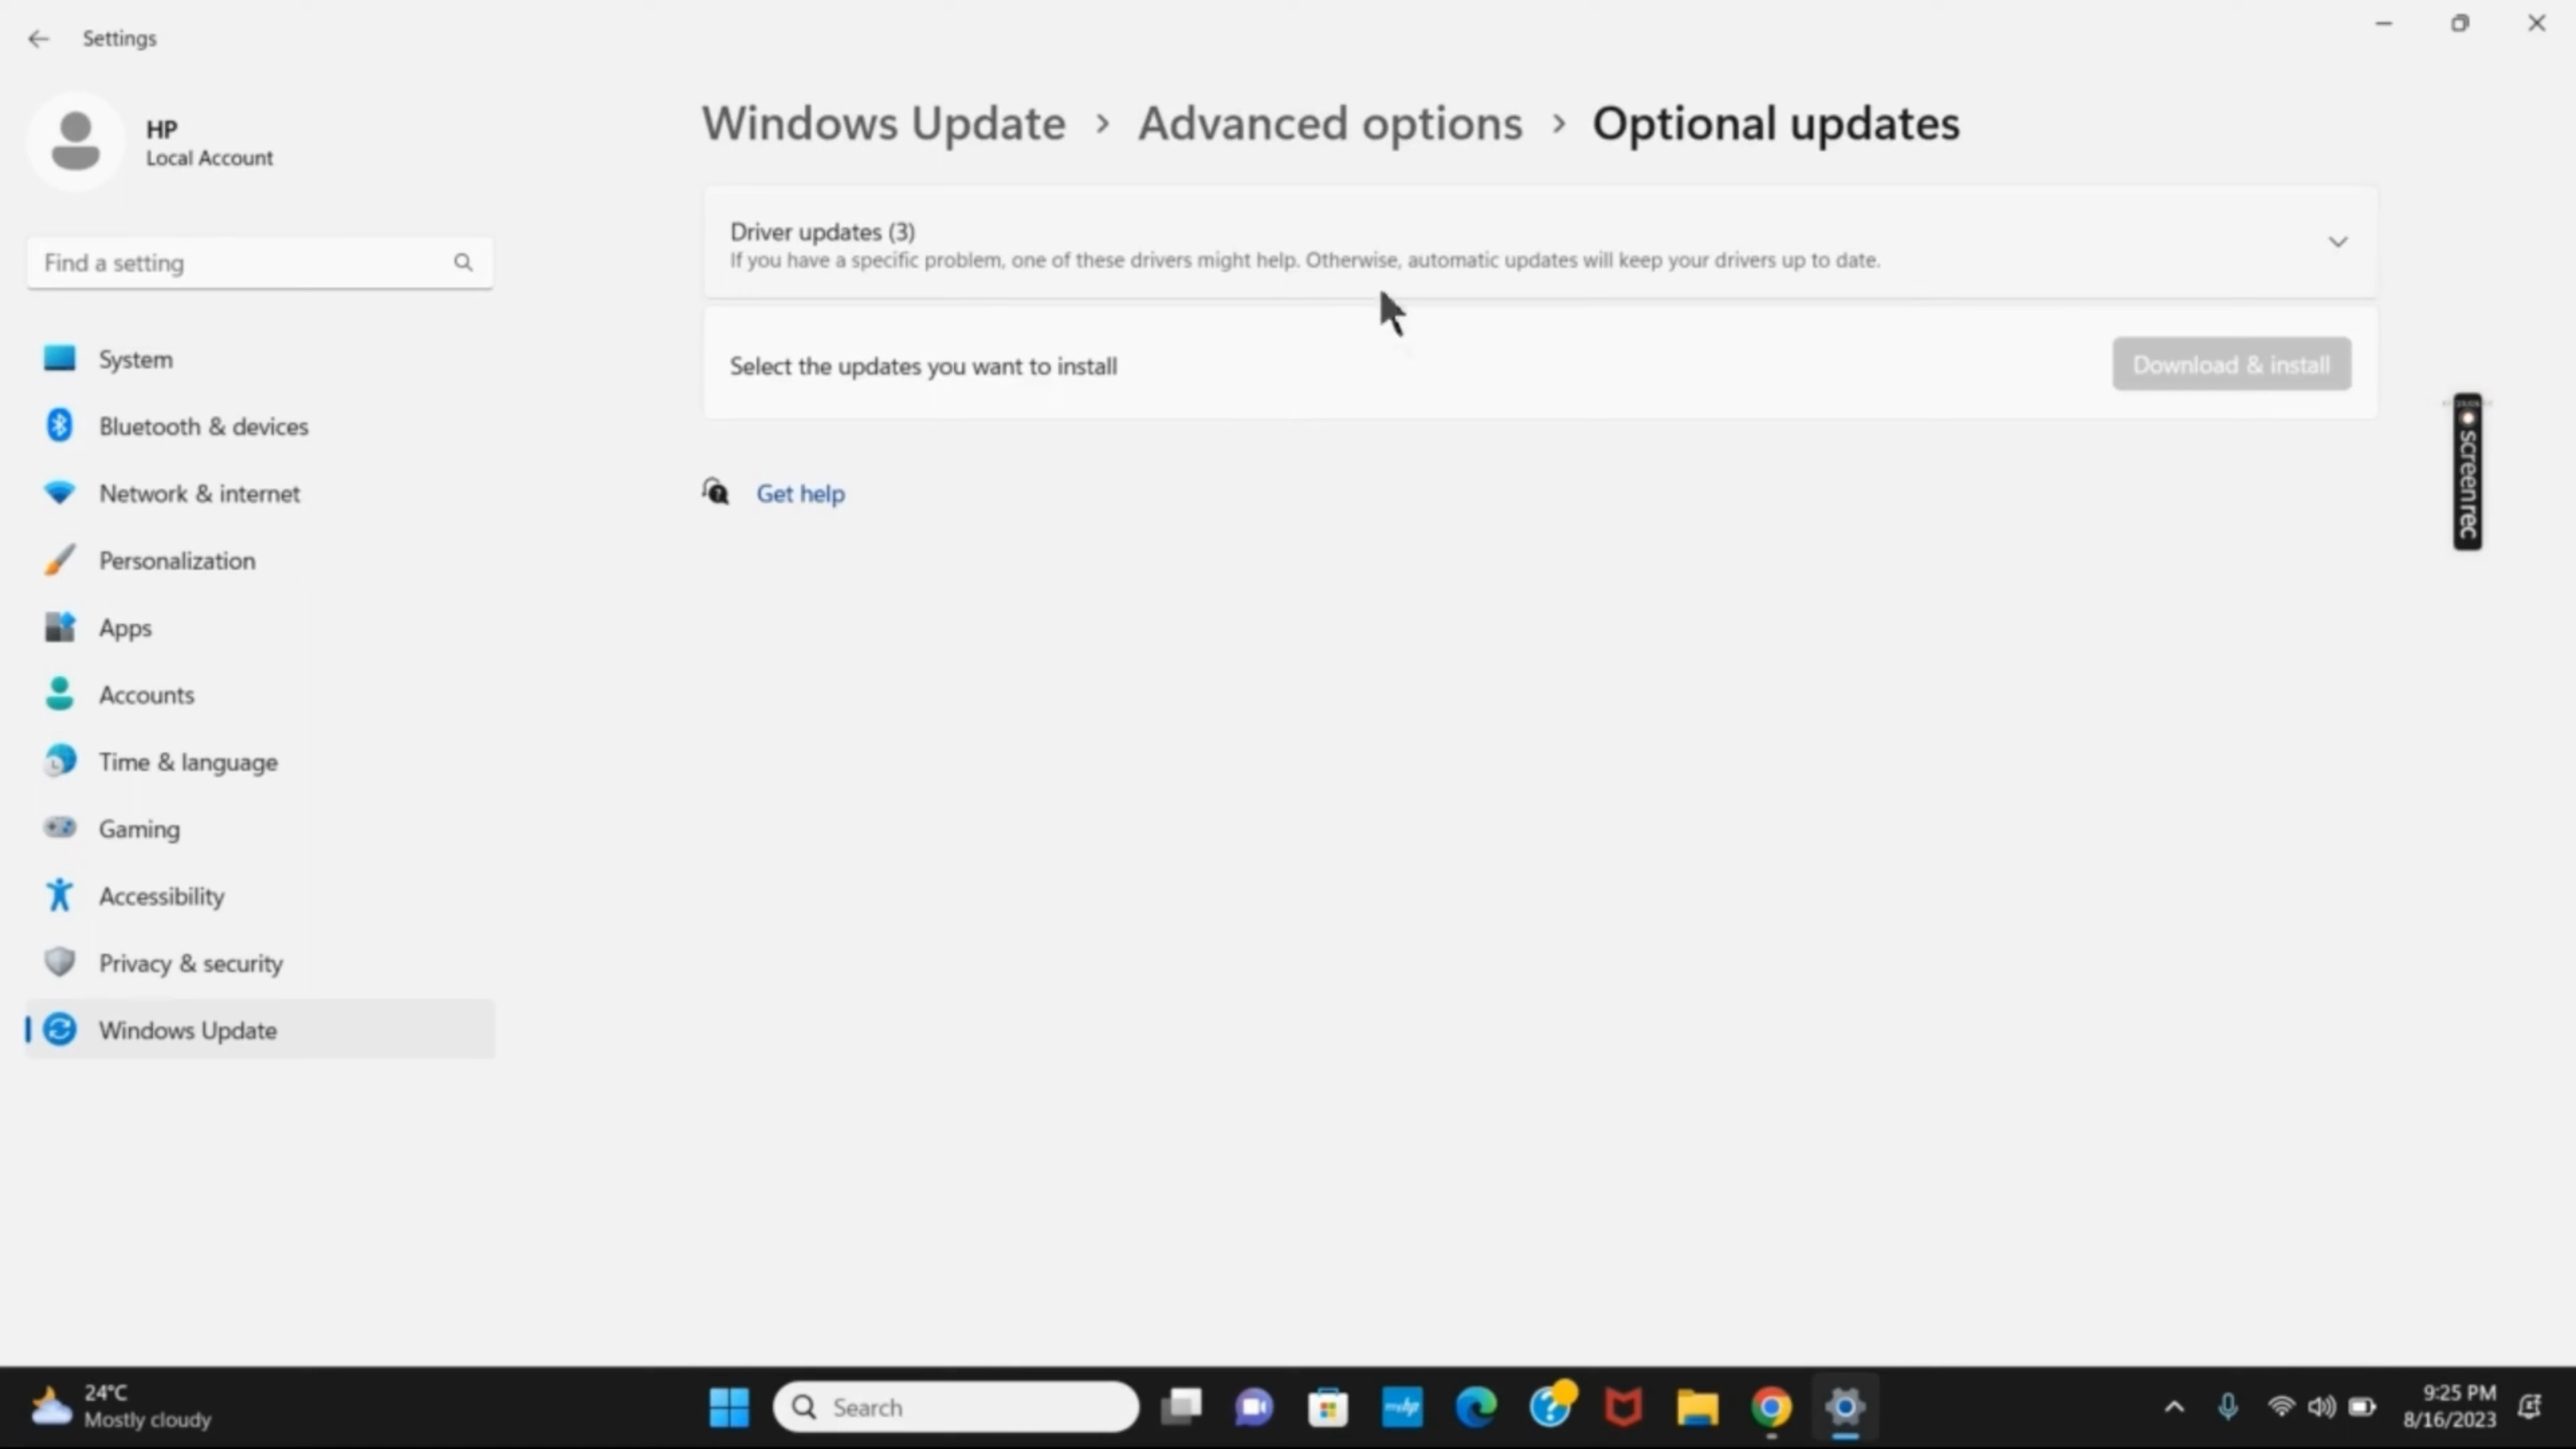 Settings
HP
Local Account
Find a setting
System
Bluetooth & devices
Network & internet
Personalization
Apps
Accounts
Time & language
Gaming
Accessibility
Privacy & security
Windows Update
Windows Update > Advanced options > Optional updates
Driver updates (3)
If you have a specific problem, one of these drivers might help. Otherwise, automatic updates will keep your drivers up to date.
Select the updates you want to install
Download & install
Get help
screenrec
24°C
Mostly cloudy
Search
myhp
9:25 PM
8/16/2023